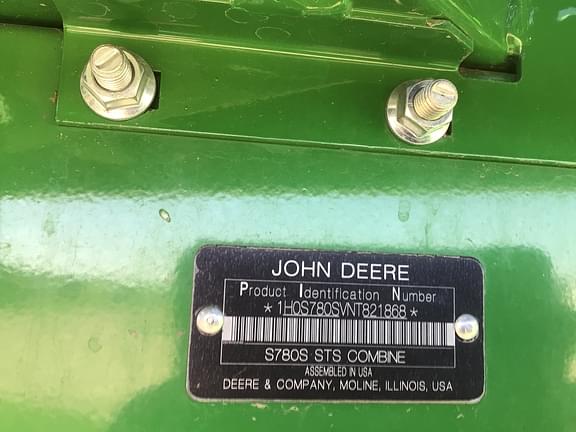 JOHN DEERE
Product Identification Number
*1H0S780SVNT821868*
S780S STS COMBINE
ASSEMBLED IN USA
DEERE & COMPANY, MOLINE, ILLINOIS, USA